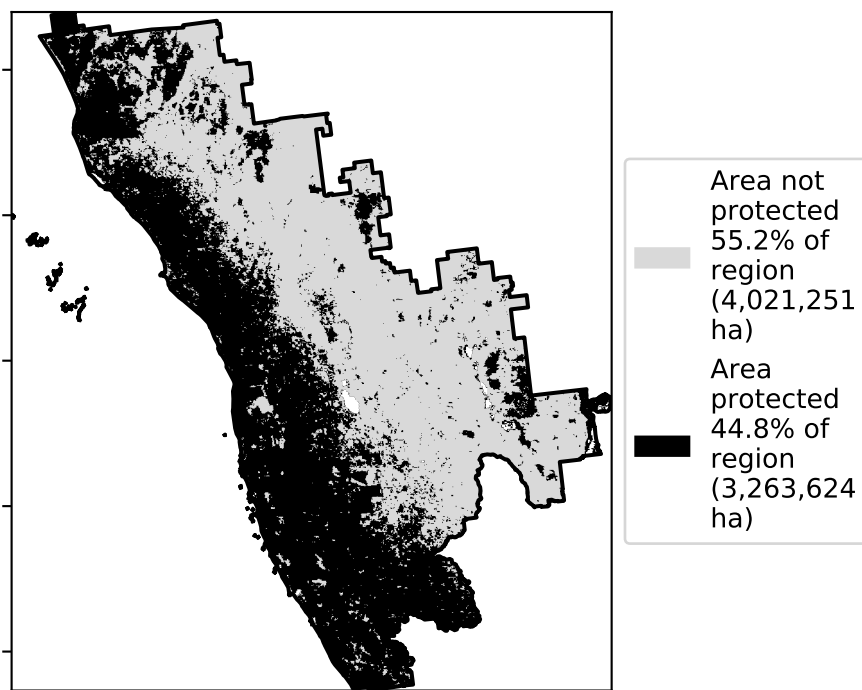 Area not
protected
55.2% of
region
(4,021,251
ha)
Area
protected
44.8% of
region
(3,263,624
ha)